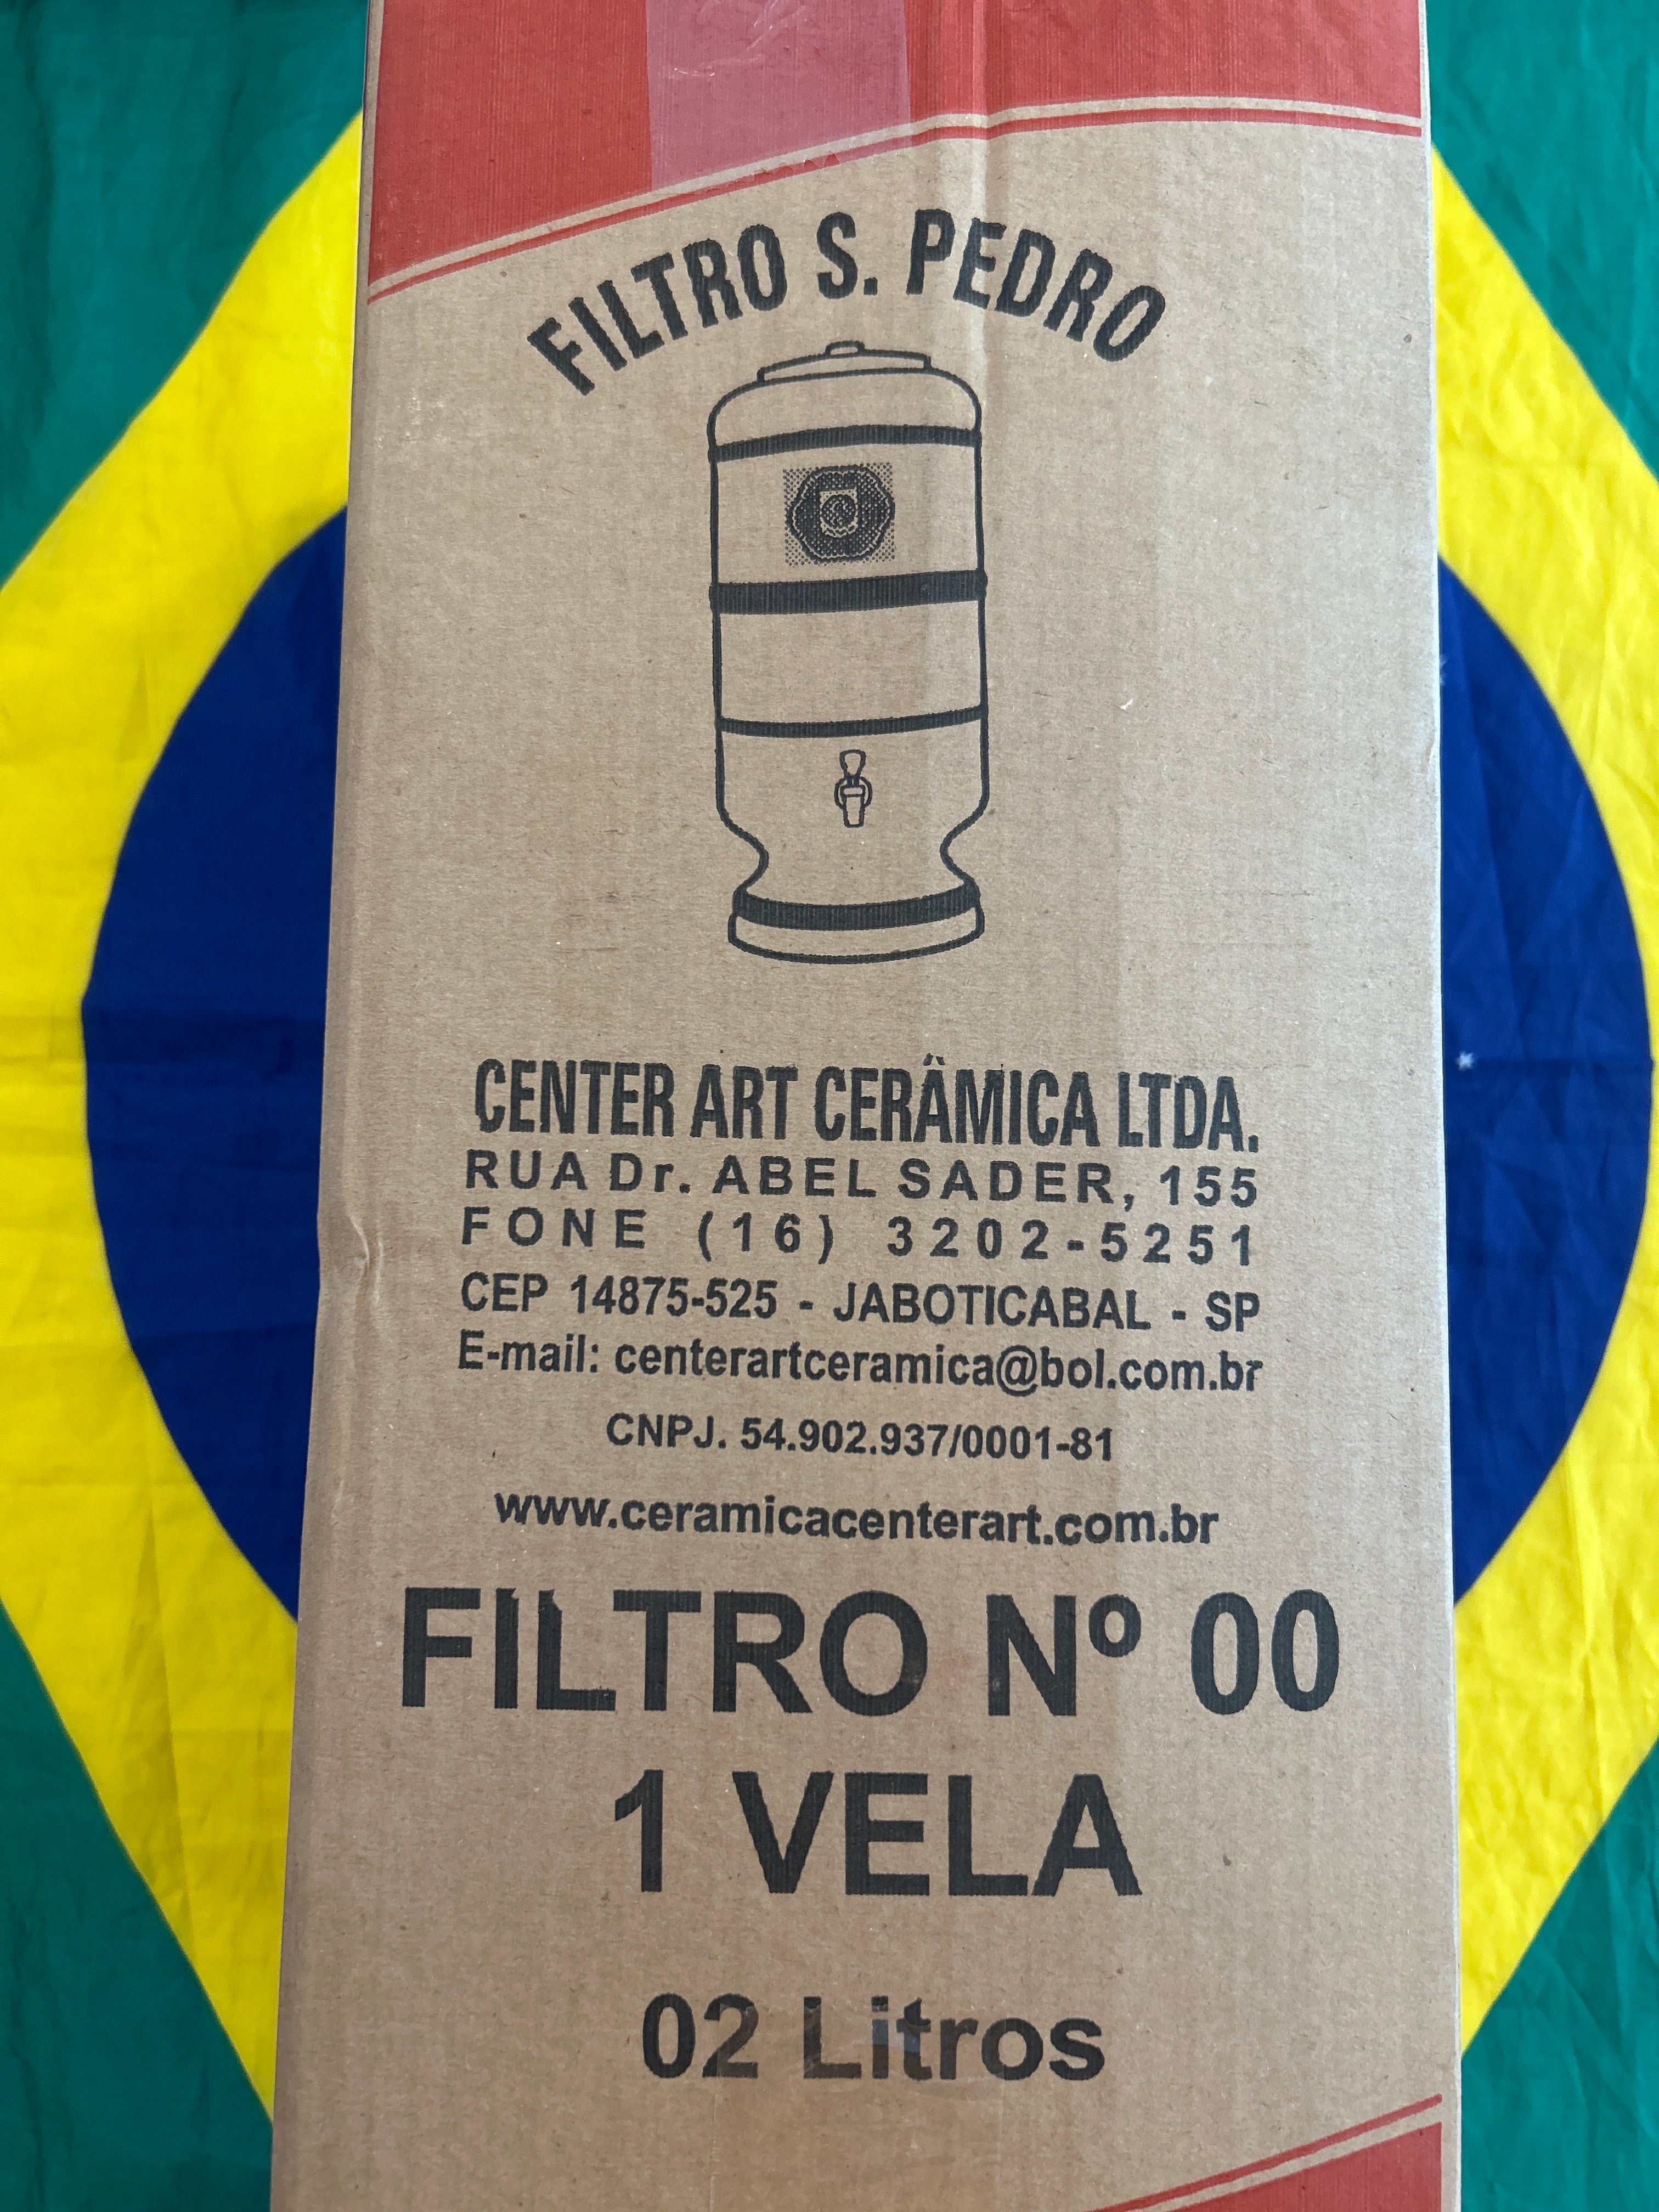 FILTRO S. PEDRO
CENTER ART CERÂMICA LTDA.
RUA Dr. ABEL SADER, 155
FONE (16) 3202-5251
CEP 14875-525 - JABOTICABAL - SP
E-mail: centerartceramica@bol.com.br
CNPJ. 54.902.937/0001-81
www.ceramicacenterart.com.br
FILTRO Nº 00
1 VELA
02 Litros